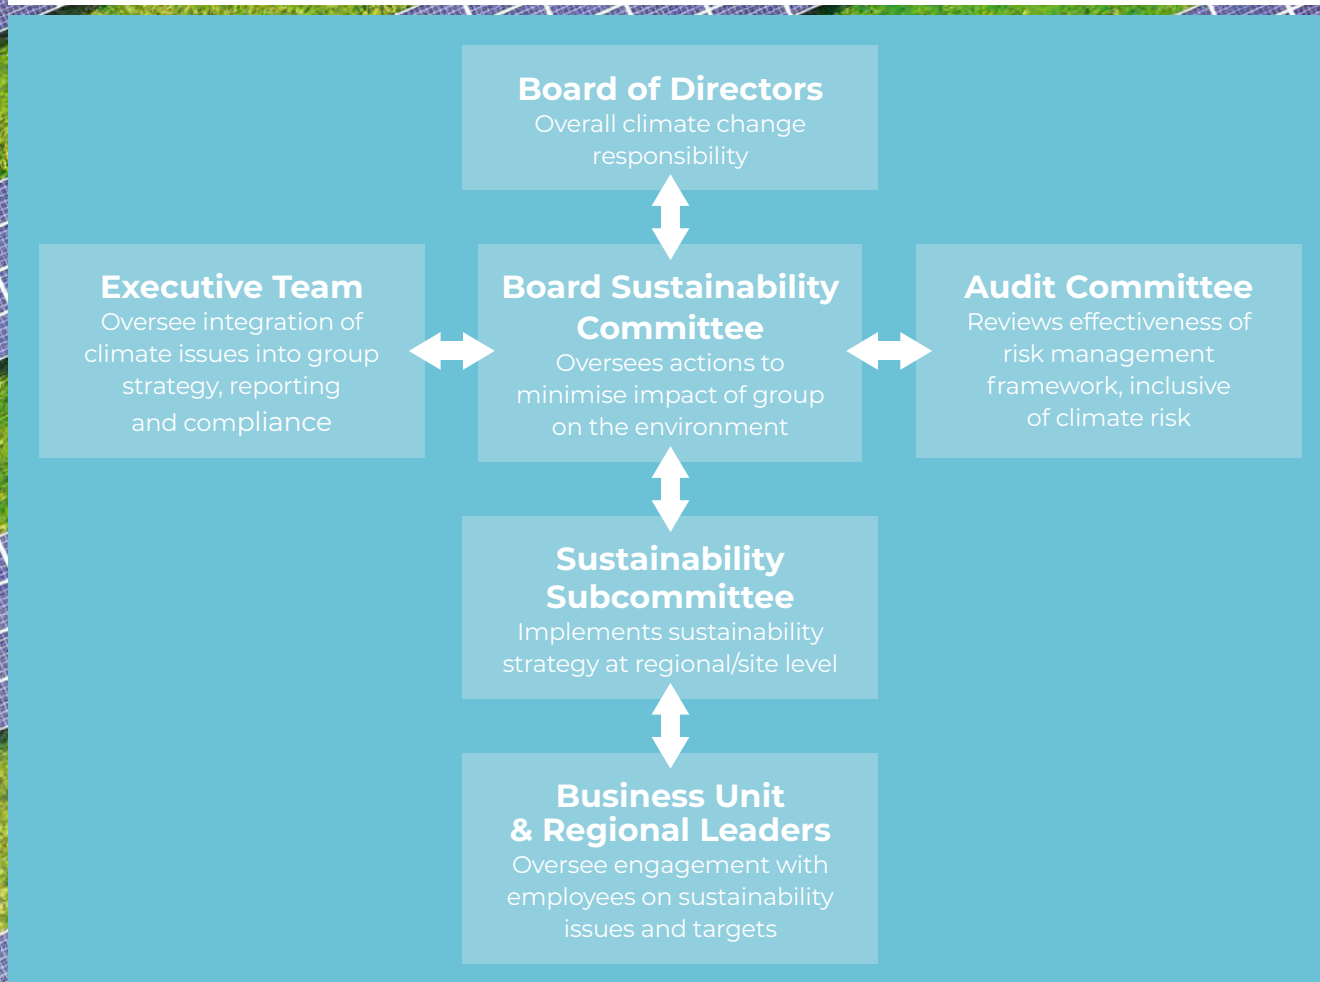 Board of Directors
Overall climate change
responsibility
Executive Team
Oversee integration of
climate issues into group
strategy, reporting
and compliance
Board Sustainability
Committee
Oversees actions to
minimise impact of group
on the environment
Audit Committee
Reviews effectiveness of
risk management
framework, inclusive
of climate risk
Sustainability
Subcommittee
Implements sustainability
strategy at regional/site level
Business Unit
& Regional Leaders
Oversee engagement with
employees on sustainability
issues and targets